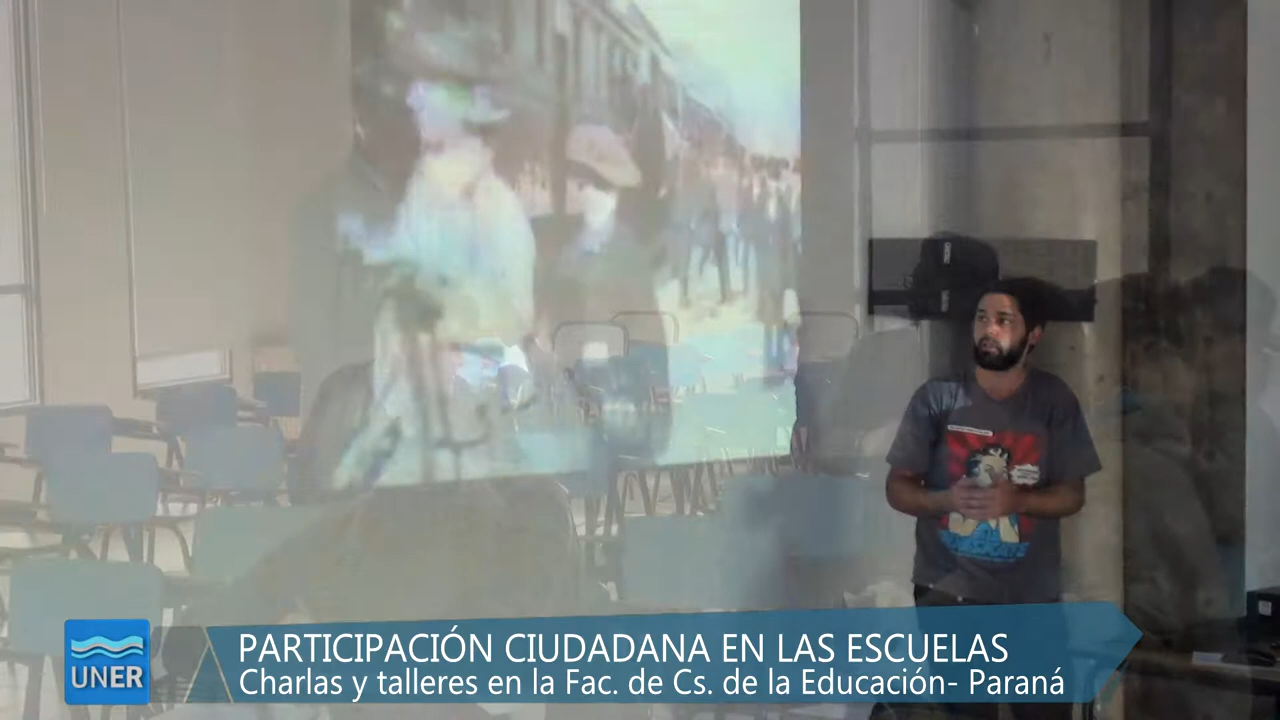 UNER
PARTICIPACIÓN CIUDADANA EN LAS ESCUELAS
Charlas y talleres en la Fac. de Cs. de la Educación- Paraná